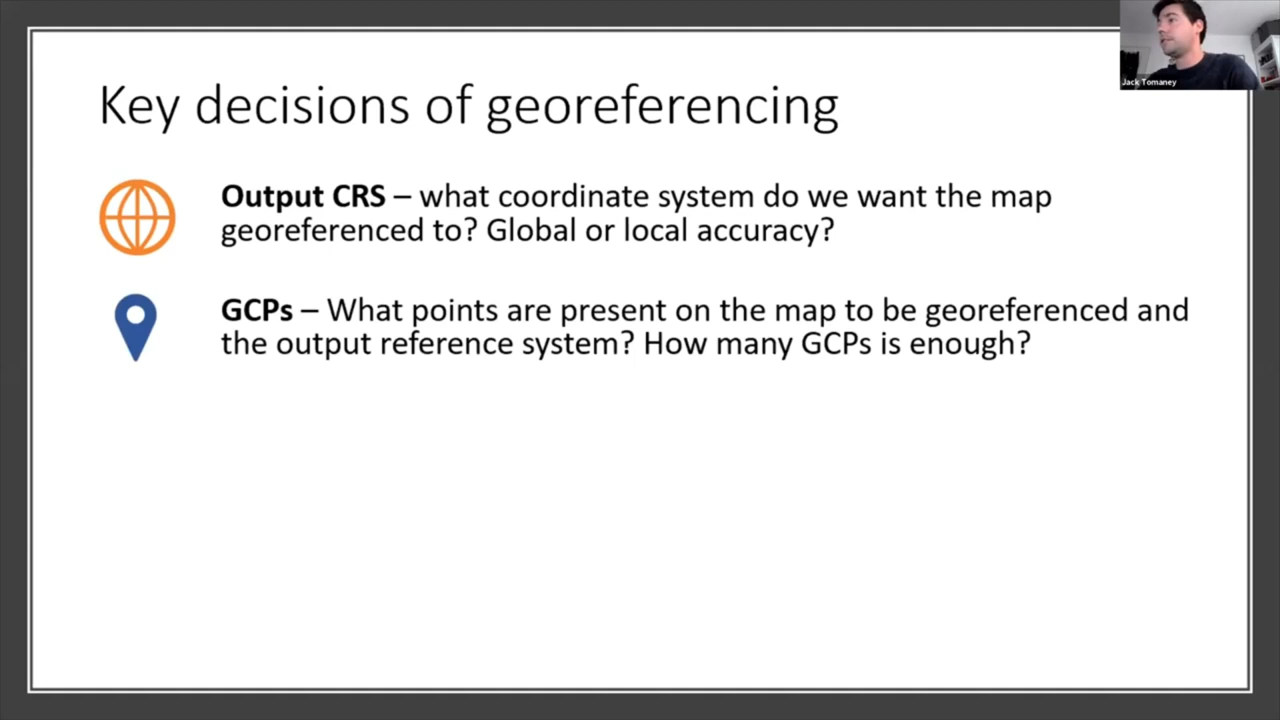 Jack Tomaney
Key decisions of georeferencing
Output CRS – what coordinate system do we want the map
georeferenced to? Global or local accuracy?
GCPs – What points are present on the map to be georeferenced and
the output reference system? How many GCPs is enough?